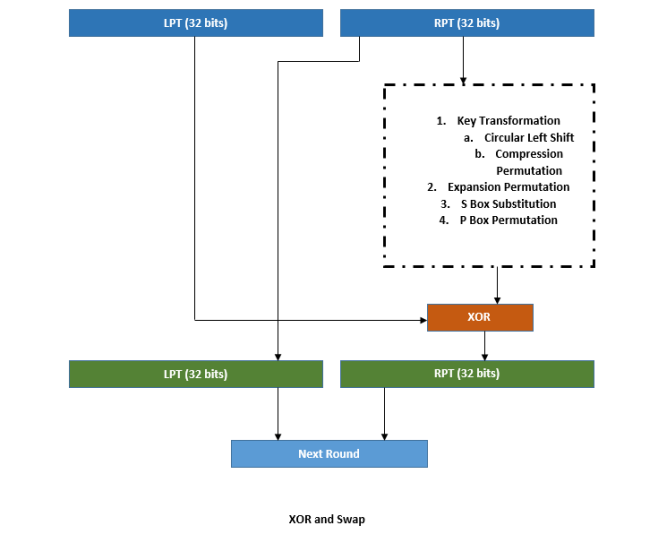 LPT (32 bits)
RPT (32 bits)
1. Key Transformation
a. Circular Left Shift
b. Compression
Permutation
2. Expansion Permutation
3. S Box Substitution
4. P Box Permutation
XOR
LPT (32 bits)
RPT (32 bits)
Next Round
XOR and Swap